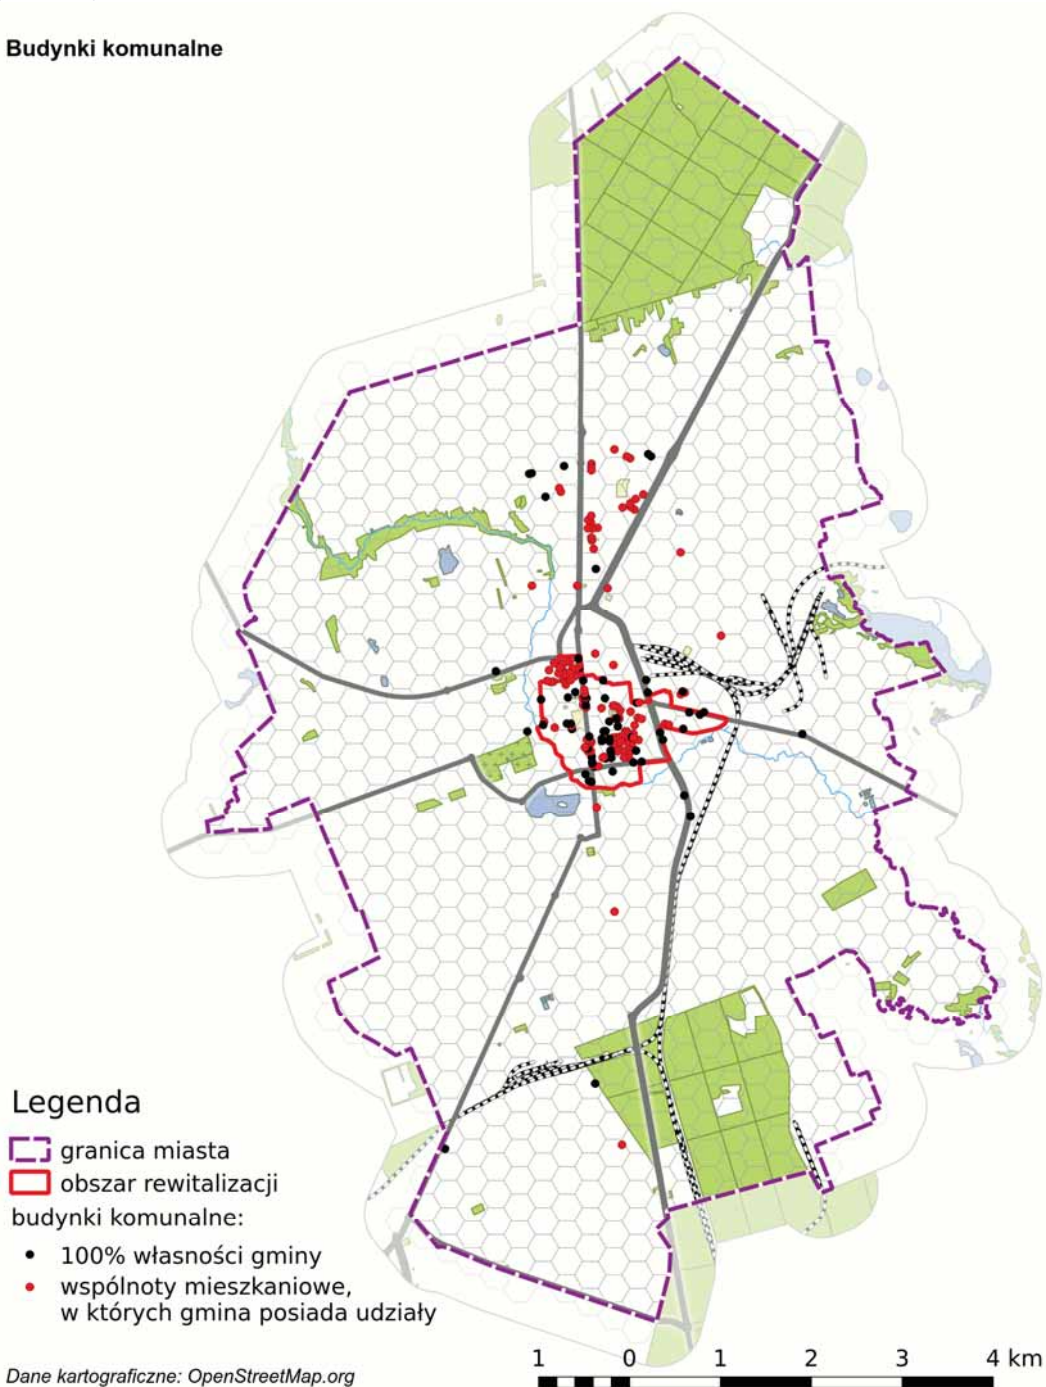 Budynki komunalne
Legenda
granica miasta
obszar rewitalizacji
budynki komunalne:
100% własności gminy
wspólnoty mieszkaniowe,
w których gmina posiada udziały
Dane kartograficzne: OpenStreetMap.org
1 0 1 2 3 4 km